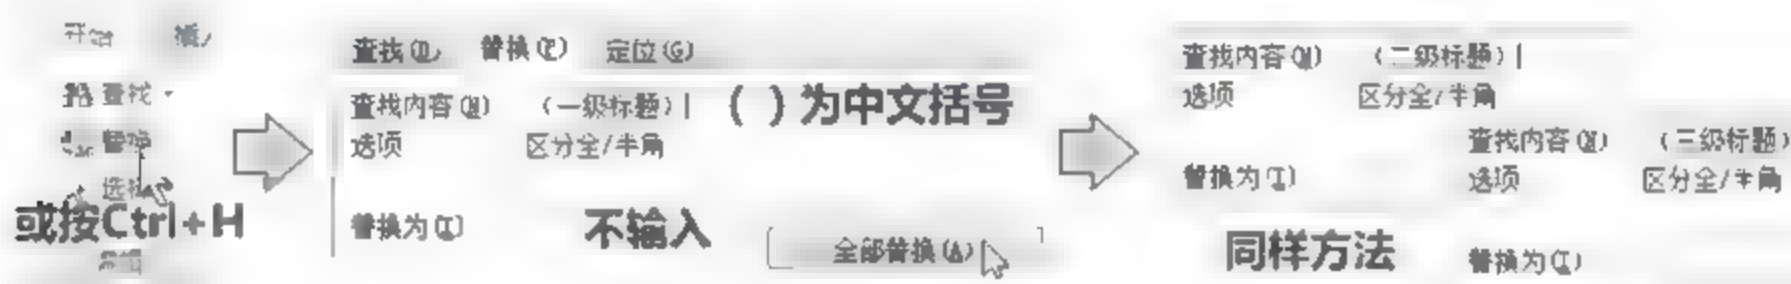 开始
查找
替换
选择
或按Ctrl+H
查找(D) 替换(P) 定位(G)
查找内容(N) （一级标题） ( ) 为中文括号
选项 区分全/半角
替换为(I) 不输入
全部替换(A)
查找内容(N) （二级标题）
选项 区分全/半角
替换为(I)
同样方法
查找内容(N) （三级标题）
选项 区分全/半角
替换为(I)